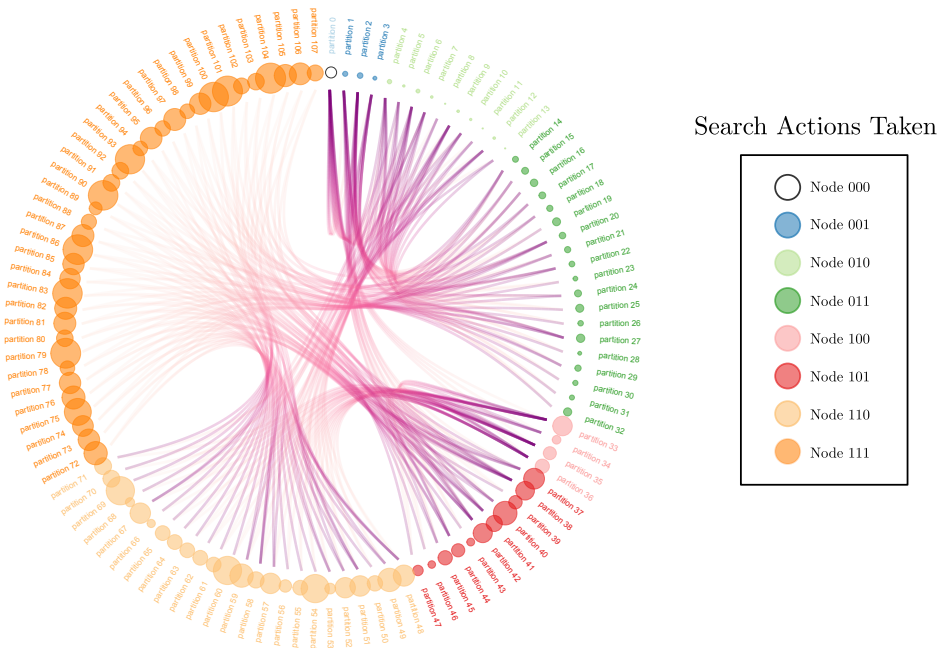 partition 0
partition 1
partition 2
partition 3
partition 4
partition 5
partition 6
partition 7
partition 8
partition 9
partition 10
partition 11
partition 12
partition 13
partition 14
partition 15
partition 16
partition 17
partition 18
partition 19
partition 20
partition 21
partition 22
partition 23
partition 24
partition 25
partition 26
partition 27
partition 28
partition 29
partition 30
partition 31
partition 32
partition 33
partition 34
partition 35
partition 36
partition 37
partition 38
partition 39
partition 40
partition 41
partition 42
partition 43
partition 44
partition 45
partition 46
partition 47
partition 48
partition 49
partition 50
partition 51
partition 52
partition 53
partition 54
partition 55
partition 56
partition 57
partition 58
partition 59
partition 60
partition 61
partition 62
partition 63
partition 64
partition 65
partition 66
partition 67
partition 68
partition 69
partition 70
partition 71
partition 72
partition 73
partition 74
partition 75
partition 76
partition 77
partition 78
partition 79
partition 80
partition 81
partition 82
partition 83
partition 84
partition 85
partition 86
partition 87
partition 88
partition 89
partition 90
partition 91
partition 92
partition 93
partition 94
partition 95
partition 96
partition 97
partition 98
partition 99
partition 100
partition 101
partition 102
partition 103
partition 104
partition 105
partition 106
partition 107
Search Actions Taken
Node 000
Node 001
Node 010
Node 011
Node 100
Node 101
Node 110
Node 111